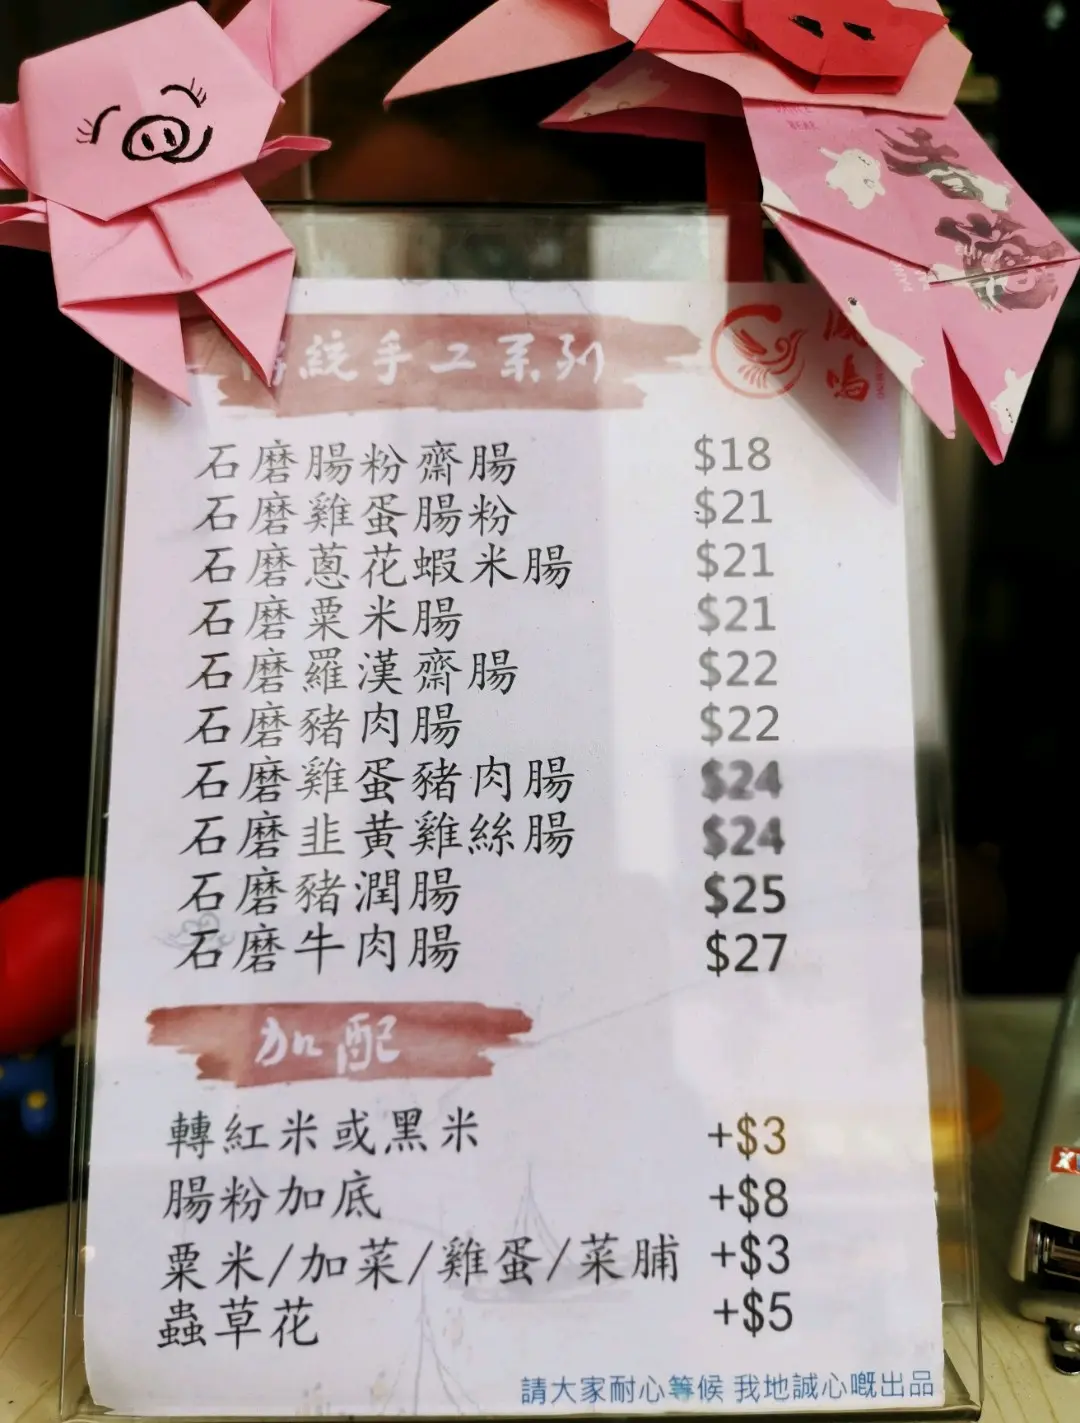 統手工系列
鳴
石磨腸粉齋腸 $18
石磨雞蛋腸粉 $21
石磨蔥花蝦米腸 $21
石磨粟米腸 $21
石磨羅漢齋腸 $22
石磨豬肉腸 $22
石磨雞蛋豬肉腸 $24
石磨韭黃雞絲腸 $24
石磨豬潤腸 $25
石磨牛肉腸 $27
加配
轉紅米或黑米 +$3
腸粉加底 +$8
粟米/加菜/雞蛋/菜脯 +$3
蟲草花 +$5
請大家耐心等候 我地誠心嘅出品